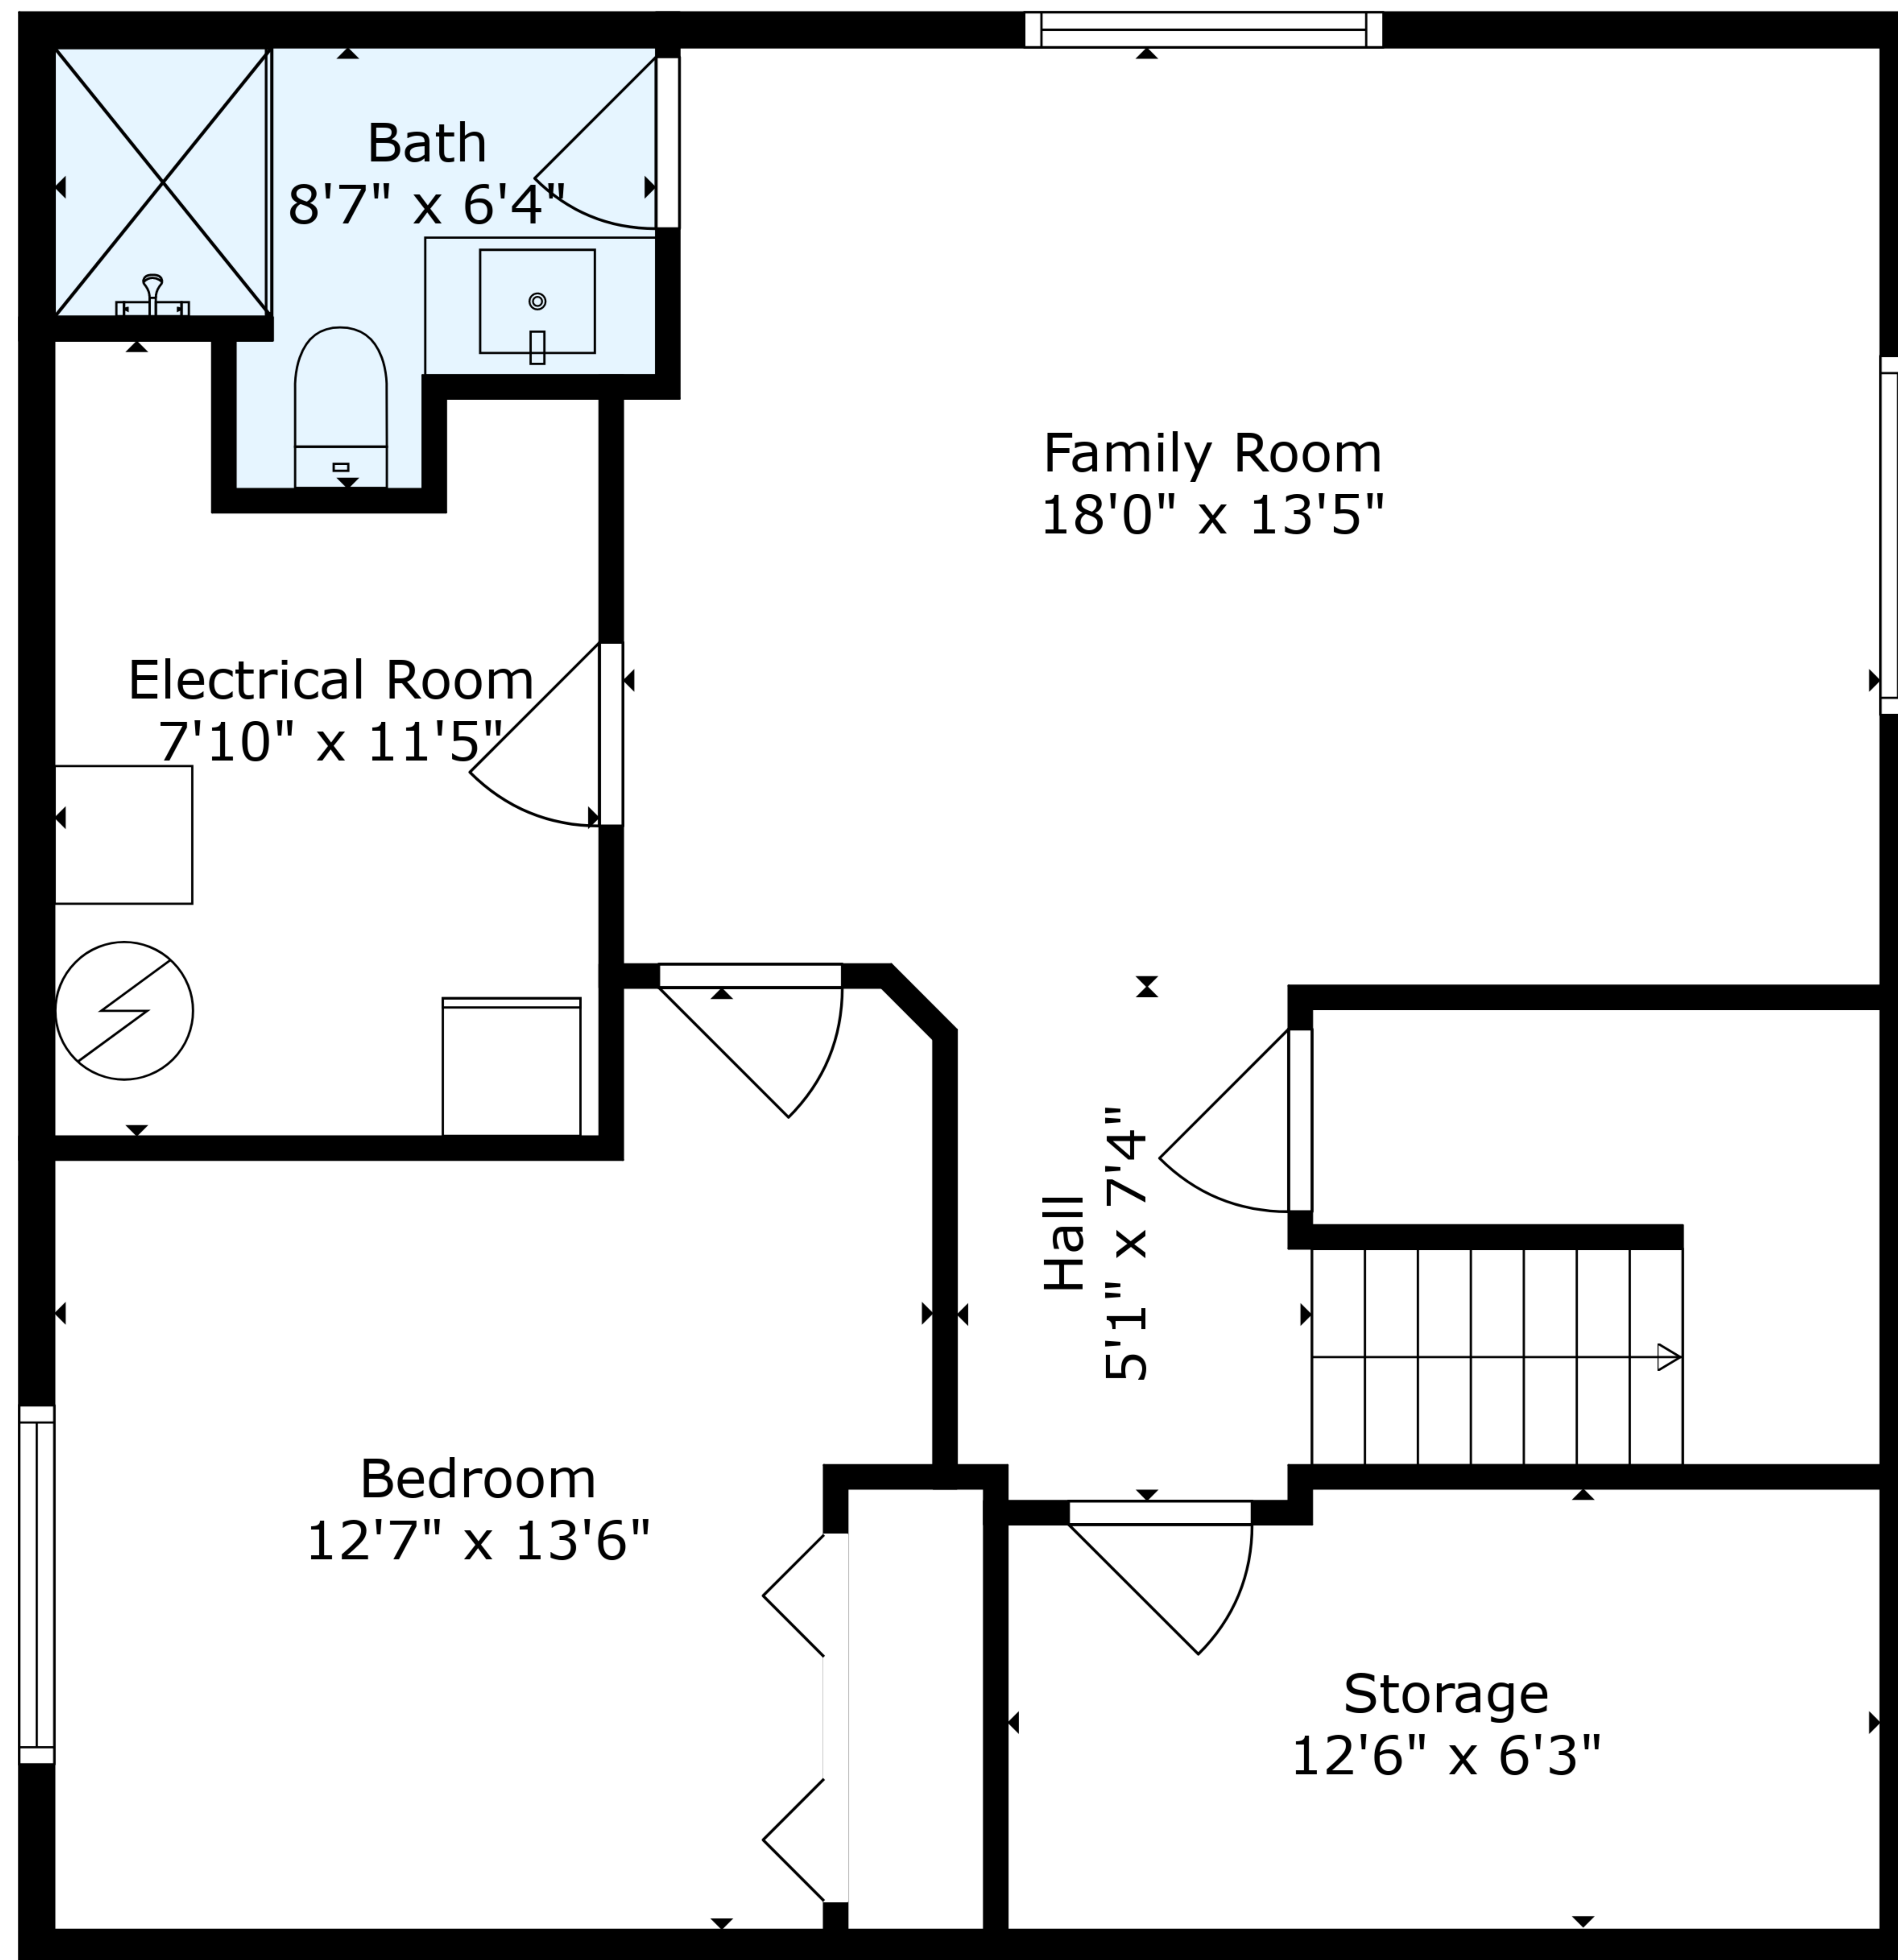 Bath
8'7" x 6'4"
Family Room
18'0" x 13'5"
Electrical Room
7'10" x 11'5"
Hall
5'1" x 7'4"
Bedroom
12'7" x 13'6"
Storage
12'6" x 6'3"